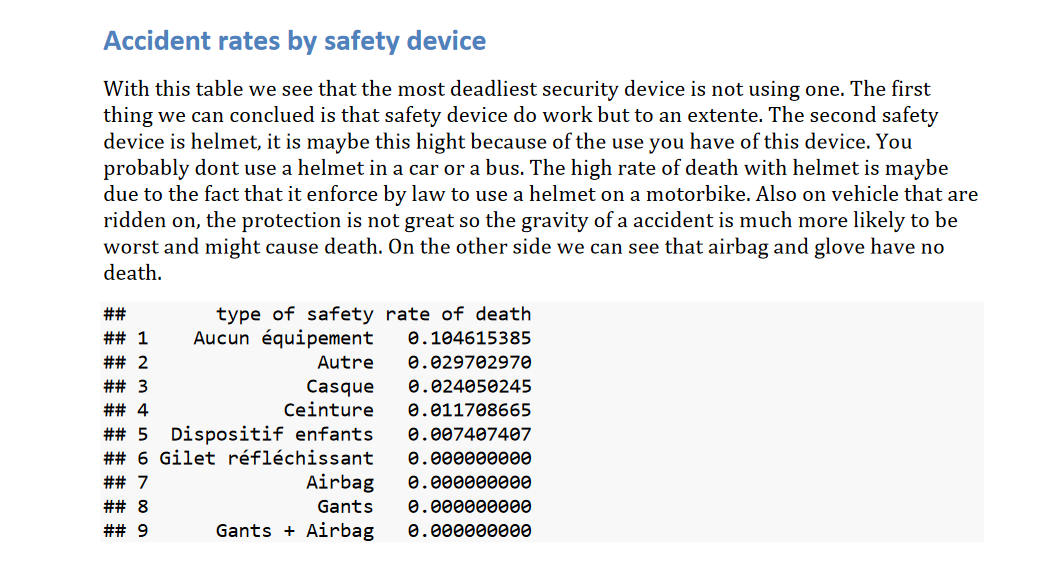 Accident rates by safety device
With this table we see that the most deadliest security device is not using one. The first
thing we can conclued is that safety device do work but to an extente. The second safety
device is helmet, it is maybe this hight because of the use you have of this device. You
probably dont use a helmet in a car or a bus. The high rate of death with helmet is maybe
due to the fact that it enforce by law to use a helmet on a motorbike. Also on vehicle that are
ridden on, the protection is not great so the gravity of a accident is much more likely to be
worst and might cause death. On the other side we can see that airbag and glove have no
death.
## type of safety rate of death
## 1 Aucun équipement 0.104615385
## 2 Autre 0.029702970
## 3 Casque 0.024050245
## 4 Ceinture 0.011708665
## 5 Dispositif enfants 0.007407407
## 6 Gilet réfléchissant 0.000000000
## 7 Airbag 0.000000000
## 8 Gants 0.000000000
## 9 Gants + Airbag 0.000000000